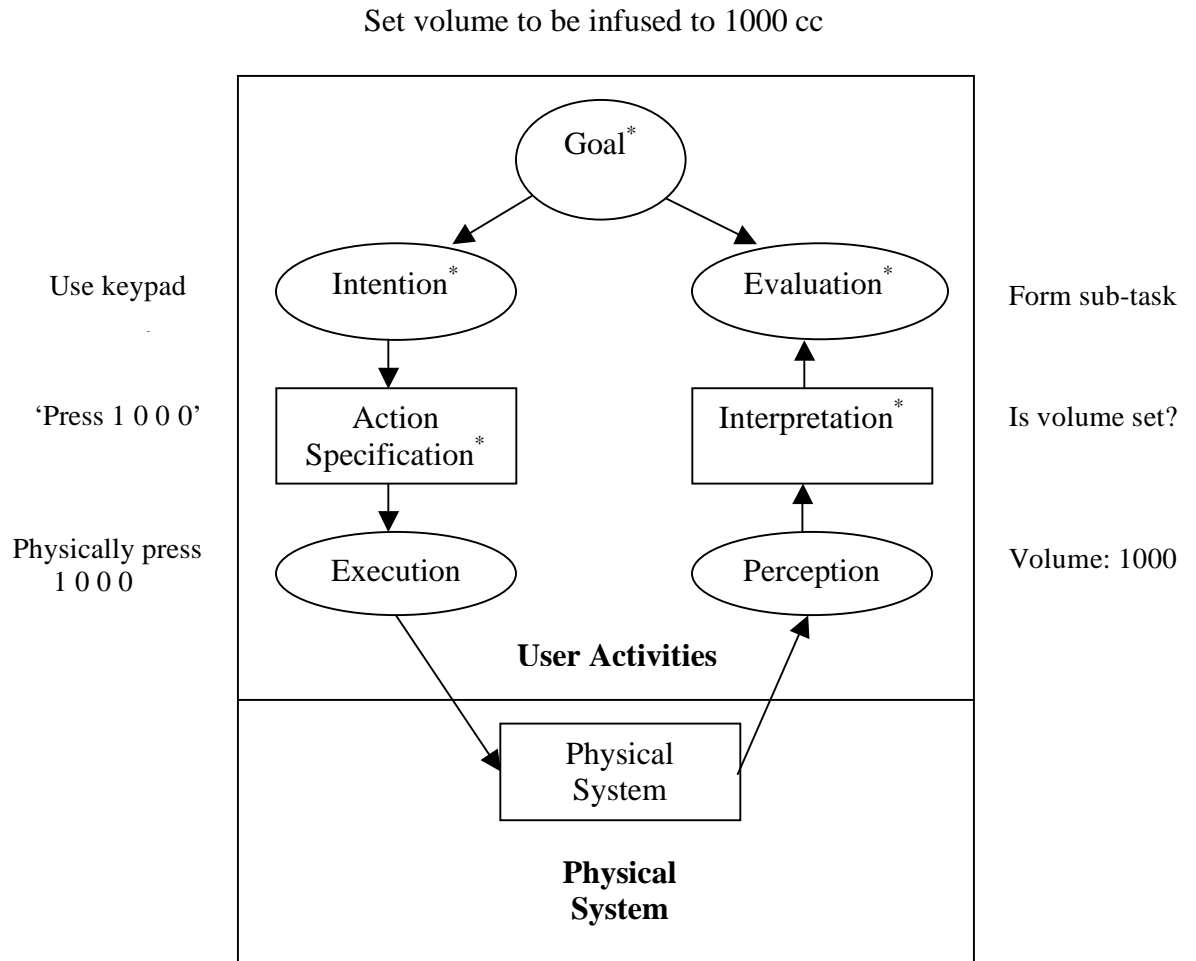 Set volume to be infused to 1000 cc
Goal*
Use keypad
Intention*
Evaluation*
Form sub-task
‘Press 1 0 0 0’
Action
Specification*
Interpretation*
Is volume set?
Physically press
1 0 0 0
Execution
Perception
Volume: 1000
User Activities
Physical
System
Physical
System